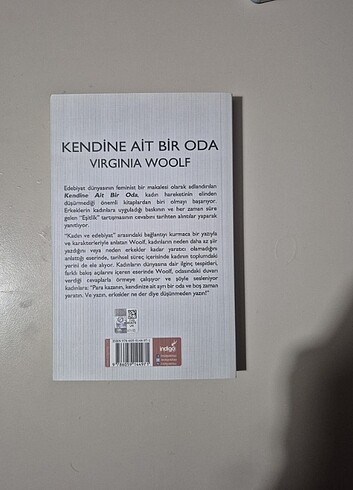 KENDİNE AİT BİR ODA
VIRGINIA WOOLF
Edebiyat dünyasının feminist bir makalesi olarak adlandırılan
Kendine Ait Bir Oda, kadın hareketinin elinden
düşürmediği önemli kitaplardan biri olmayı başarıyor.
Erkeklerin kadınlara uyguladığı baskının ve her zaman süre
gelen "Eşitlik" tartışmasının cevabını tarihten alıntılar yaparak
yanıtlıyor.
"Kadın ve edebiyat" arasındaki bağlantıyı kurmaca bir yazıyla
ve karakterleriyle anlatan Woolf, kadınların neden daha az şiir
yazdığını veya neden erkekler kadar yaratıcı olamadığını
anlattığı eserinde, tarihsel süreç içerisinde kadının toplumdaki
yerini de ele alıyor. Kadınların dünyasına dair ilginç tespitleri,
farklı bakış açılarını içeren eserinde Woolf, odasındaki duvarı
verdiği cevaplarla örmeye çalışıyor ve şöyle sesleniyor
kadınlara: "Para kazanın, kendinize ait ayrı bir oda ve boş zaman
yaratın. Ve yazın, erkekler ne der diye düşünmeden yazın!"
indigo